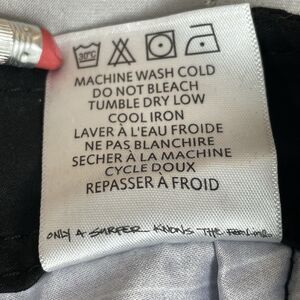 30°C
MACHINE WASH COLD
DO NOT BLEACH
TUMBLE DRY LOW
COOL IRON
LAVER À L'EAU FROIDE
NE PAS BLANCHIRE
SECHER À LA MACHINE
CYCLE DOUX
REPASSER À FROID
ONLY A SURFER KNOWS THE FEELING